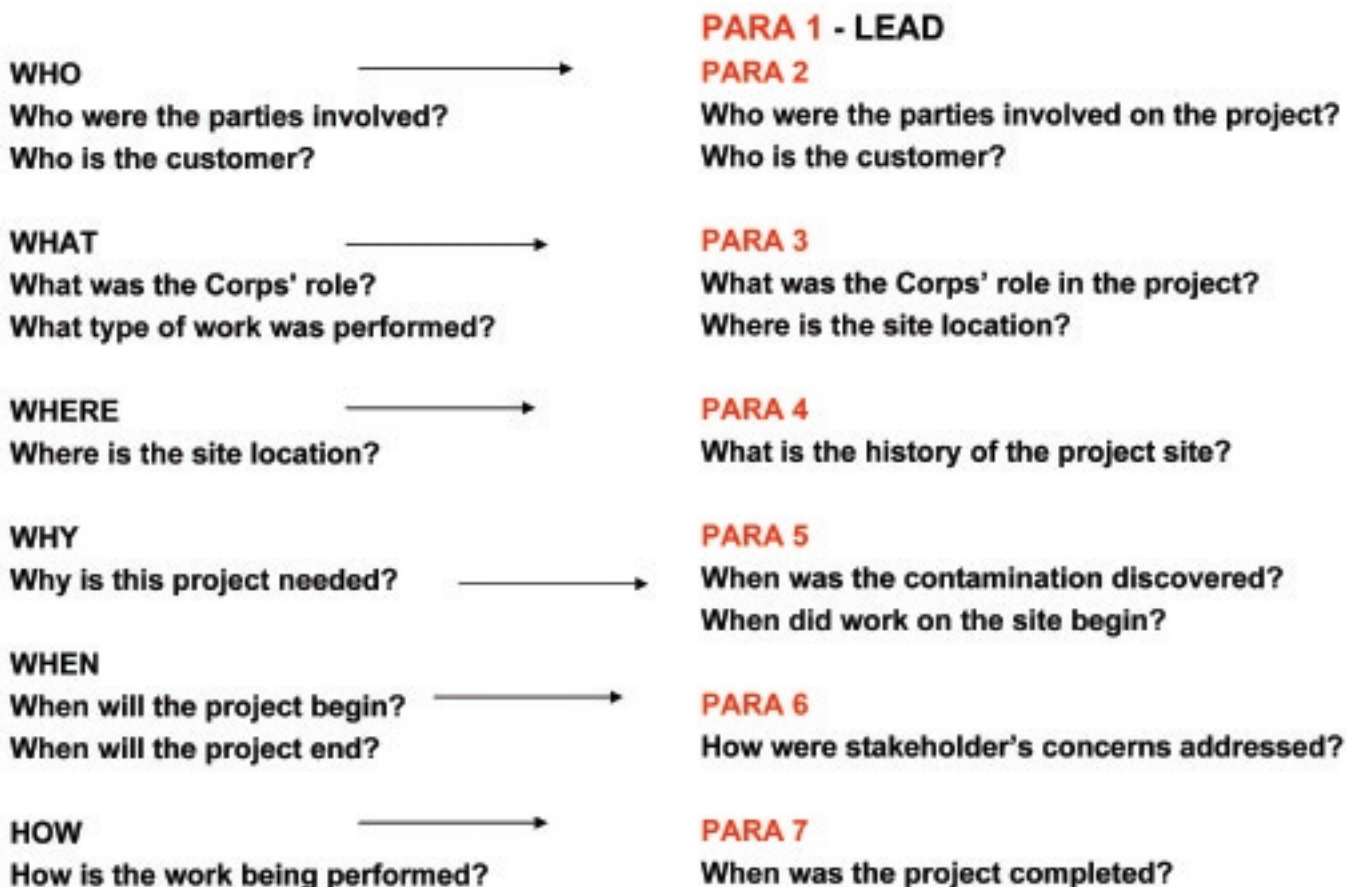 WHO
Who were the parties involved?
Who is the customer?
WHAT
What was the Corps' role?
What type of work was performed?
WHERE
Where is the site location?
WHY
Why is this project needed?
WHEN
When will the project begin?
When will the project end?
HOW
How is the work being performed?
PARA 1 - LEAD
PARA 2
Who were the parties involved on the project?
Who is the customer?
PARA 3
What was the Corps’ role in the project?
Where is the site location?
PARA 4
What is the history of the project site?
PARA 5
When was the contamination discovered?
When did work on the site begin?
PARA 6
How were stakeholder’s concerns addressed?
PARA 7
When was the project completed?